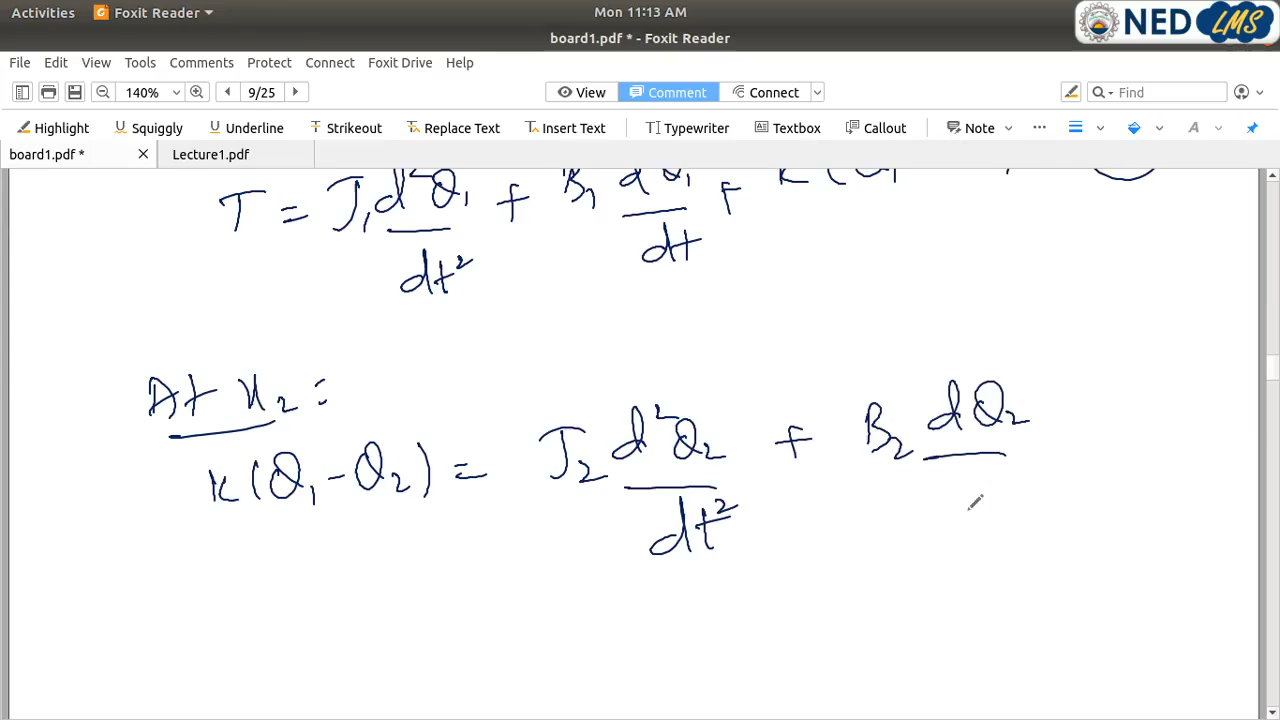 Activities Foxit Reader Mon 11:13 AM
NED LMS
board1.pdf * - Foxit Reader
File Edit View Tools Comments Protect Connect Foxit Drive Help
140% 9/25 View Comment Connect Find
Highlight Squiggly Underline Strikeout Replace Text Insert Text Typewriter Textbox Callout Note ... A
board1.pdf * Lecture1.pdf
T = J₁ d²θ₁/dt² + B₁ dθ₁/dt + K(θ₁
At x₂ :
K(θ₁ - θ₂) = J₂ d²θ₂/dt² + B₂ dθ₂